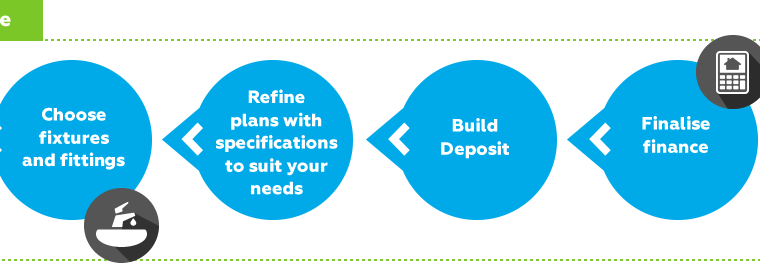 e
Choose
fixtures
and fittings
Refine
plans with
specifications
to suit your
needs
Build
Deposit
Finalise
finance